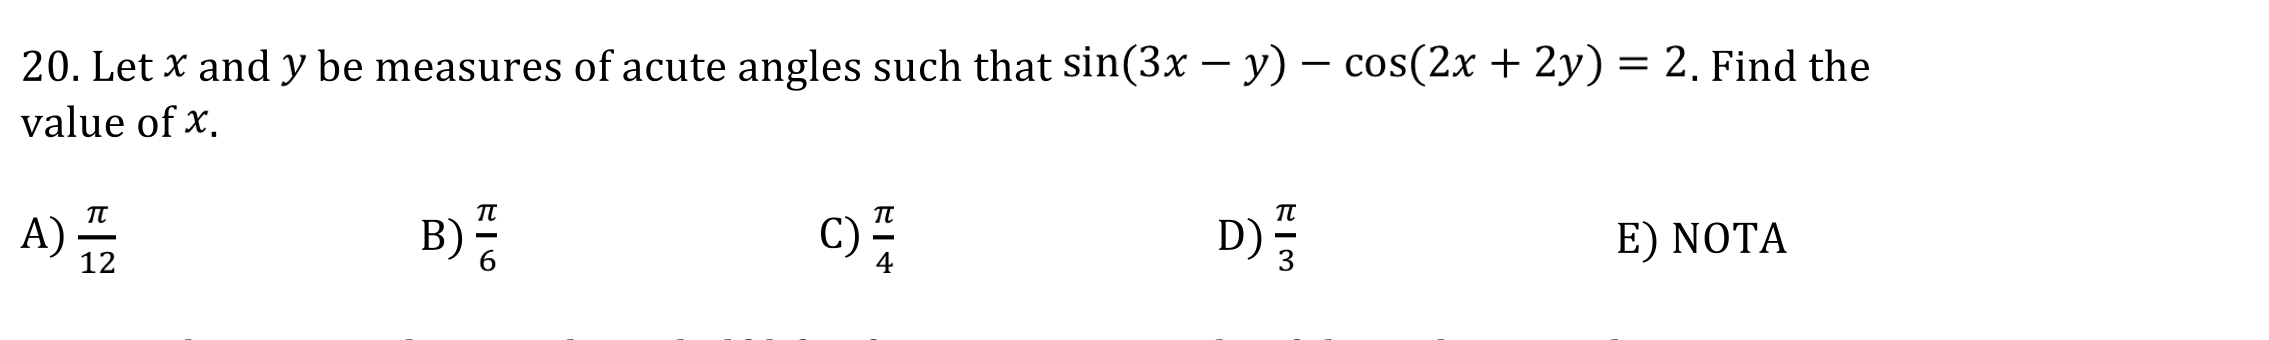 20. Let x and y be measures of acute angles such that sin(3x − y) − cos(2x + 2y) = 2. Find the
value of x.
A) π/12 B) π/6 C) π/4 D) π/3 E) NOTA